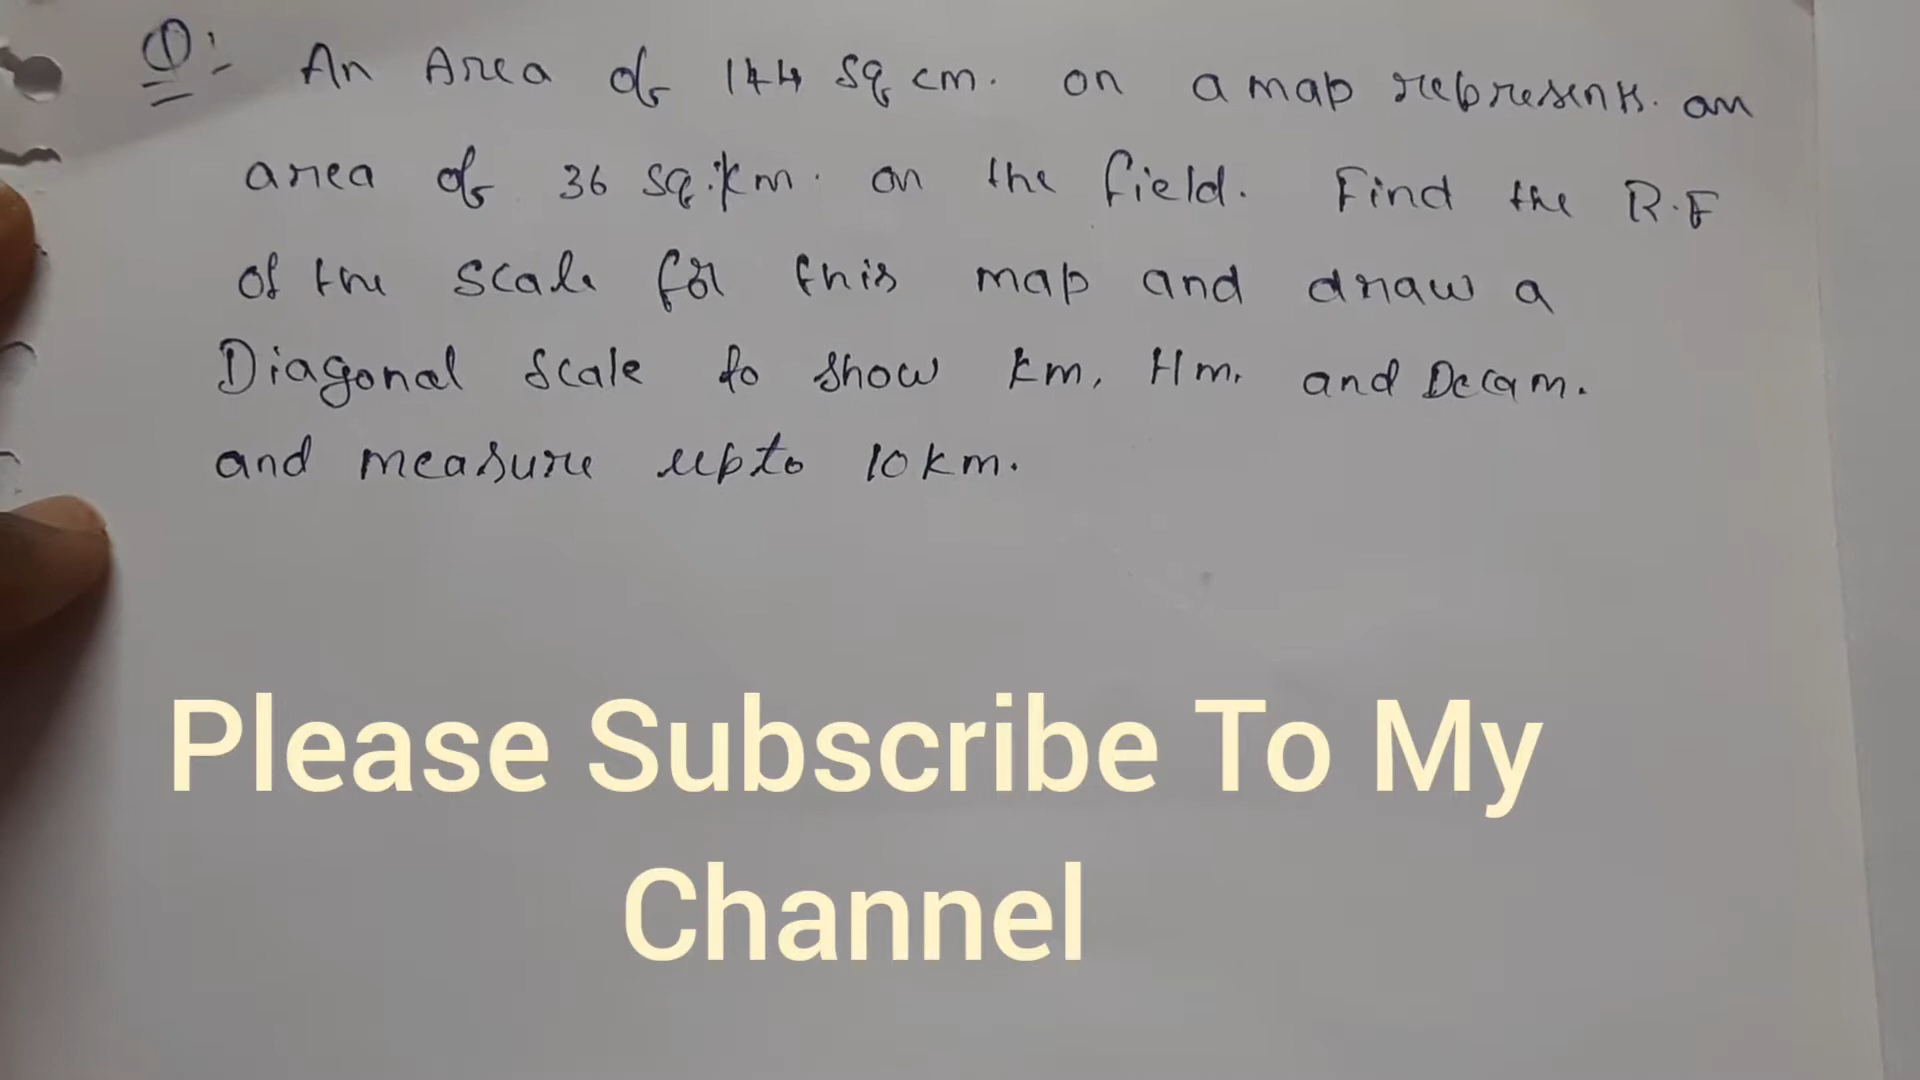 Q:- An Area of 144 sq cm. on a map represents. an
area of 36 sq.km. on the field. Find the R.F
of the scale for this map and draw a
Diagonal scale to show km, Hm. and Decam.
and measure upto 10km.
Please Subscribe To My
Channel